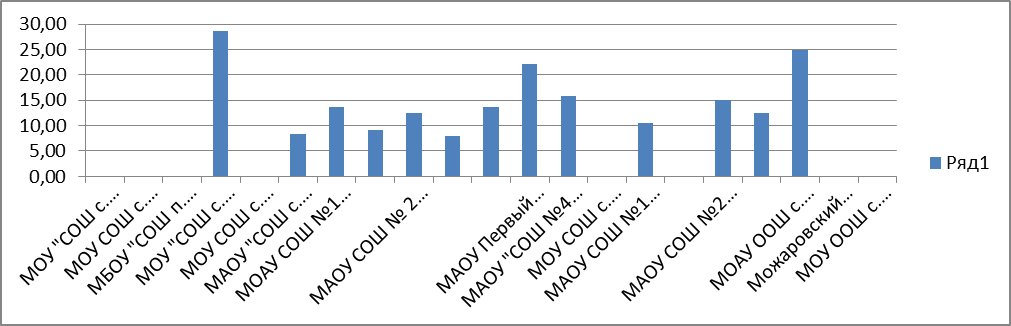 30,00
25,00
20,00
15,00
10,00
5,00
0,00
МОУ "СОШ с….
МОУ СОШ с….
МБОУ "СОШ п…
МОУ "СОШ с…
МОУ СОШ с….
МАОУ "СОШ с….
МОАУ СОШ №1…
МАОУ СОШ № 2…
МАОУ Первый…
МАОУ "СОШ №4…
МОУ СОШ с….
МАОУ СОШ №1…
МАОУ СОШ №2…
МОАУ ООШ с….
Можаровский…
МОУ ООШ с….
Ряд1